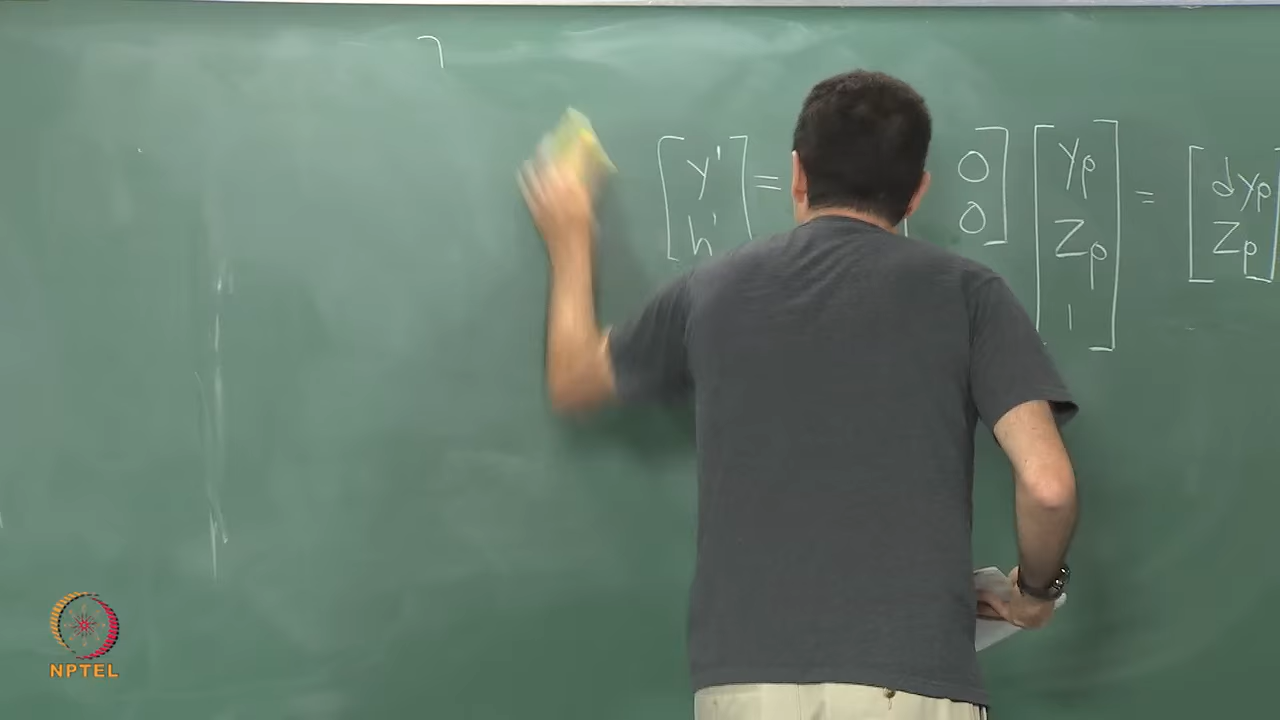 [ y' ] = 0 ] [ yp ] = [ dyp ]
[ h' ] 0 ] [ Zp ] [ Zp ]
[ 1 ]
NPTEL